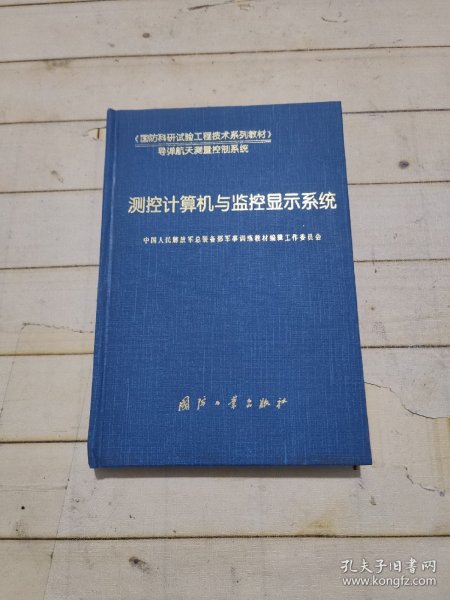 《国防科研试验工程技术系列教材》
导弹航天测量控制系统
测控计算机与监控显示系统
中国人民解放军总装备部军事训练教材编辑工作委员会
国防工业出版社
孔夫子旧书网
www.kongfz.com